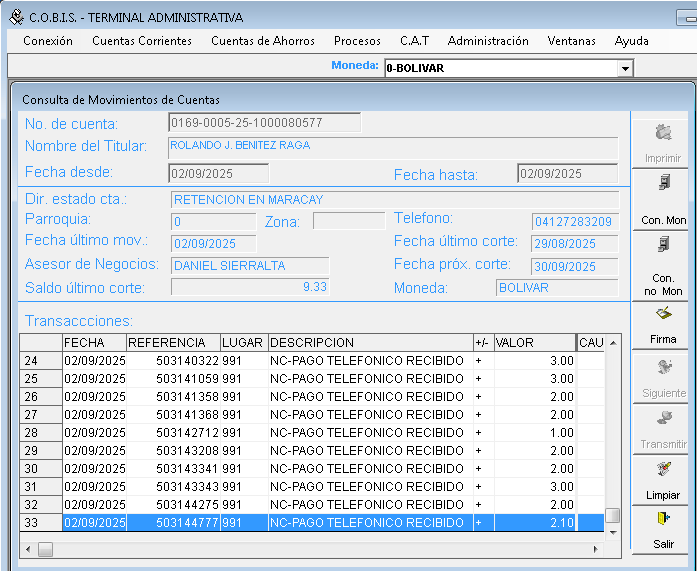 C.O.B.I.S. - TERMINAL ADMINISTRATIVA
Conexión Cuentas Corrientes Cuentas de Ahorros Procesos C.A.T Administración Ventanas Ayuda
Moneda: 0-BOLIVAR
Consulta de Movimientos de Cuentas
No. de cuenta: 0169-0005-25-1000080577
Nombre del Titular: ROLANDO J. BENITEZ RAGA
Fecha desde: 02/09/2025 Fecha hasta: 02/09/2025
Dir. estado cta.: RETENCION EN MARACAY
Parroquia: 0 Zona: Telefono: 04127283209
Fecha último mov.: 02/09/2025 Fecha último corte: 29/08/2025
Asesor de Negocios: DANIEL SIERRALTA Fecha próx. corte: 30/09/2025
Saldo último corte: 9.33 Moneda: BOLIVAR
Transaccciones:
FECHA REFERENCIA LUGAR DESCRIPCION +/- VALOR CAU
24 02/09/2025 503140322 991 NC-PAGO TELEFONICO RECIBIDO + 3.00
25 02/09/2025 503141059 991 NC-PAGO TELEFONICO RECIBIDO + 3.00
26 02/09/2025 503141358 991 NC-PAGO TELEFONICO RECIBIDO + 2.00
27 02/09/2025 503141368 991 NC-PAGO TELEFONICO RECIBIDO + 2.00
28 02/09/2025 503142712 991 NC-PAGO TELEFONICO RECIBIDO + 1.00
29 02/09/2025 503143208 991 NC-PAGO TELEFONICO RECIBIDO + 2.00
30 02/09/2025 503143341 991 NC-PAGO TELEFONICO RECIBIDO + 2.00
31 02/09/2025 503143343 991 NC-PAGO TELEFONICO RECIBIDO + 3.00
32 02/09/2025 503144275 991 NC-PAGO TELEFONICO RECIBIDO + 2.00
33 02/09/2025 503144777 991 NC-PAGO TELEFONICO RECIBIDO + 2.10
Imprimir
Con. Mon
Con.
no Mon
Firma
Siguiente
Transmitir
Limpiar
Salir